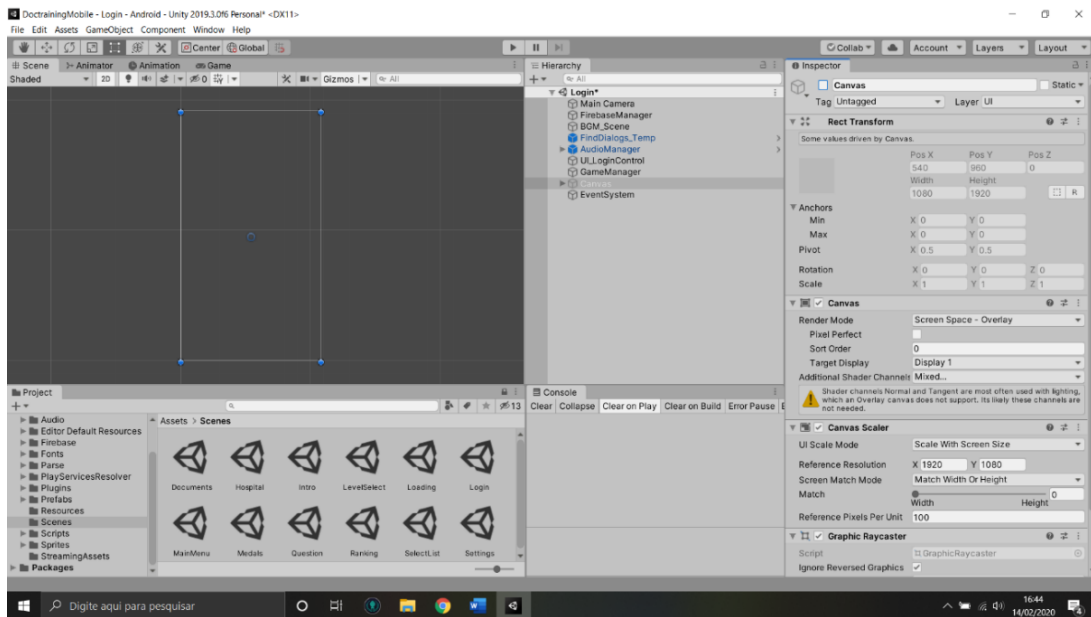 DoctrainingMobile - Login - Android - Unity 2019.3.0f6 Personal* <DX11>
File Edit Assets GameObject Component Window Help
Center Global
Collab Account Layers Layout
Scene Animator Animation Game
Shaded 2D 0 Gizmos All
Hierarchy
All
Login*
Main Camera
FirebaseManager
BGM_Scene
FindDialogs_Temp
AudioManager
UI_LoginControl
GameManager
Canvas
EventSystem
Inspector
Canvas Static
Tag Untagged Layer UI
Rect Transform
Some values driven by Canvas.
Pos X Pos Y Pos Z
540 960 0
Width Height
1080 1920
R
Anchors
Min X 0 Y 0
Max X 0 Y 0
Pivot X 0.5 Y 0.5
Rotation X 0 Y 0 Z 0
Scale X 1 Y 1 Z 1
Canvas
Render Mode Screen Space - Overlay
Pixel Perfect
Sort Order 0
Target Display Display 1
Additional Shader Channels Mixed...
Shader channels Normal and Tangent are most often used with lighting,
which an Overlay canvas does not support. Its likely these channels are
not needed.
Canvas Scaler
UI Scale Mode Scale With Screen Size
Reference Resolution X 1920 Y 1080
Screen Match Mode Match Width Or Height
Match 0
Width Height
Reference Pixels Per Unit 100
Graphic Raycaster
Script GraphicRaycaster
Ignore Reversed Graphics
Project
13
Audio
Editor Default Resources
Firebase
Fonts
Parse
PlayServicesResolver
Plugins
Prefabs
Resources
Scenes
Scripts
Sprites
StreamingAssets
Packages
Assets > Scenes
Documents Hospital Intro LevelSelect Loading Login
MainMenu Medals Question Ranking SelectList Settings
Console
Clear Collapse Clear on Play Clear on Build Error Pause E
Digite aqui para pesquisar
16:44
14/02/2020
4